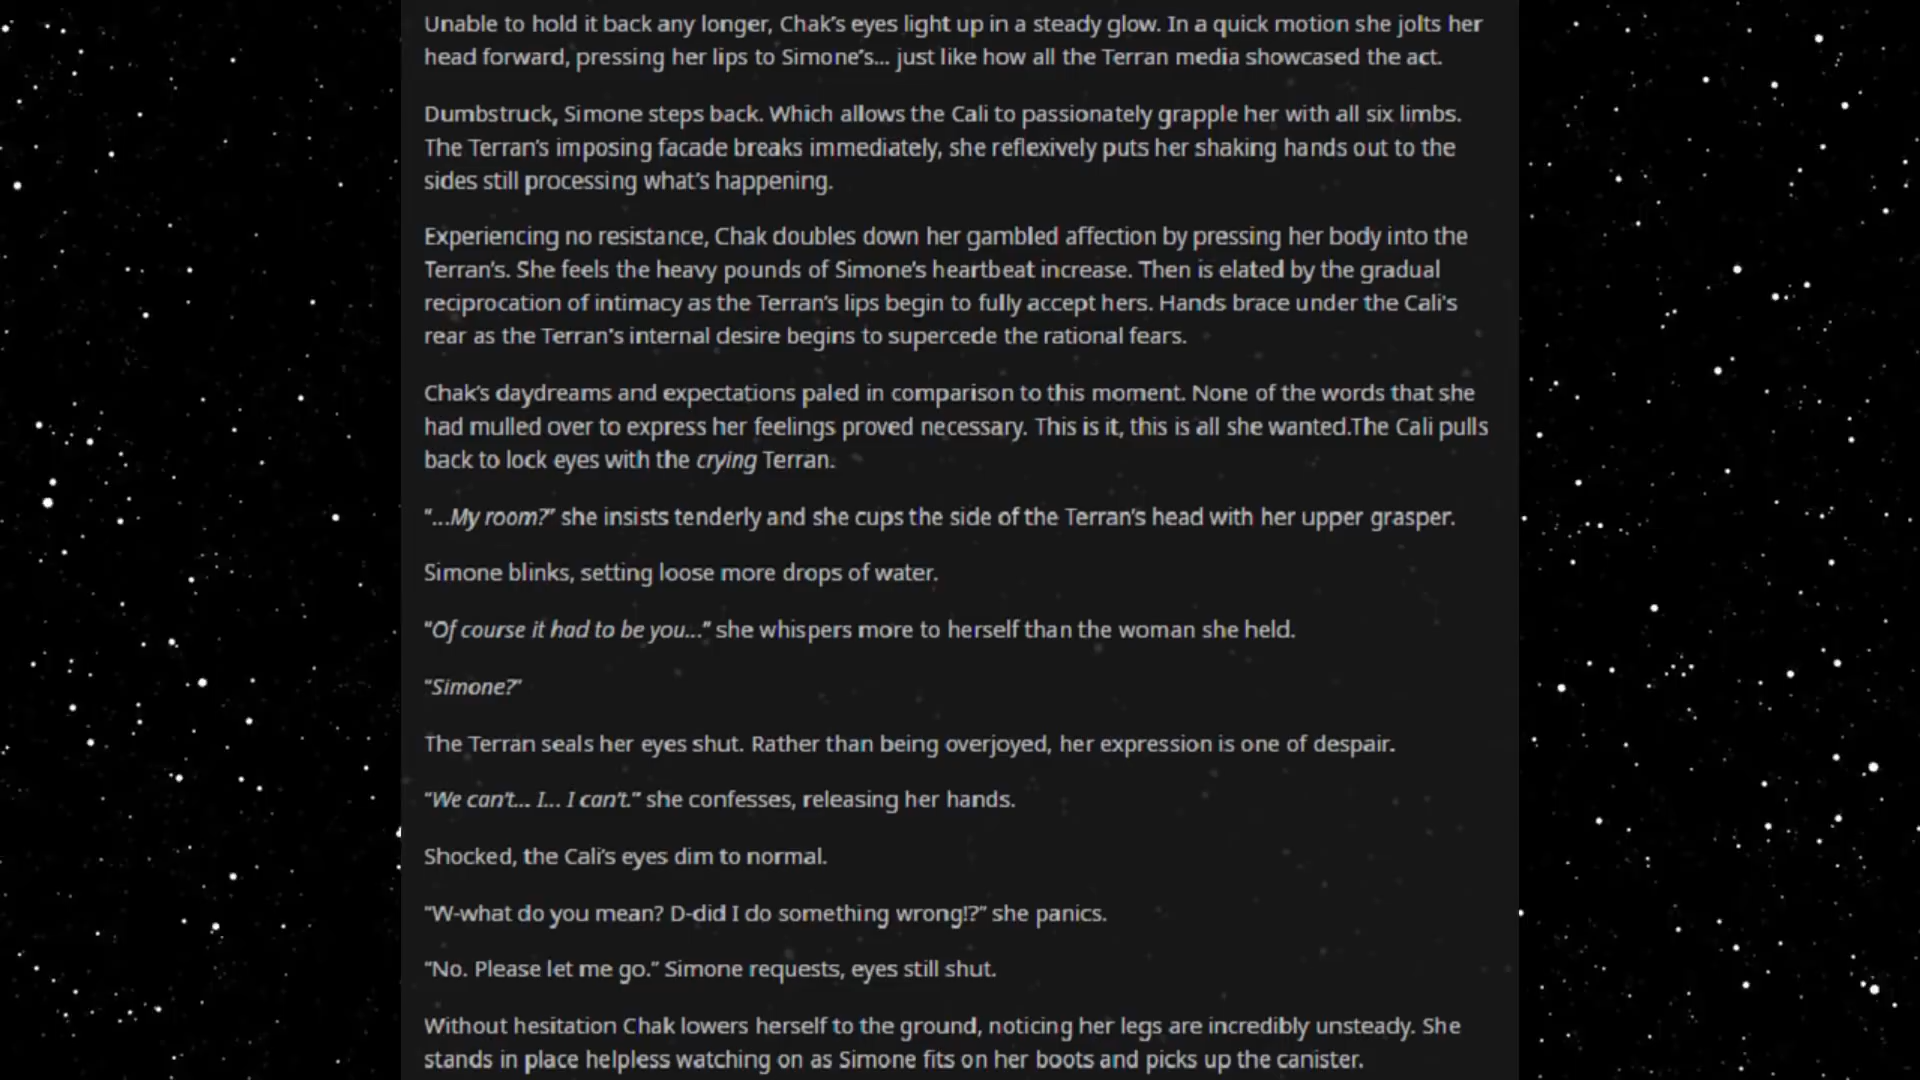 Unable to hold it back any longer, Chak’s eyes light up in a steady glow. In a quick motion she jolts her
head forward, pressing her lips to Simone’s... just like how all the Terran media showcased the act.
Dumbstruck, Simone steps back. Which allows the Cali to passionately grapple her with all six limbs.
The Terran’s imposing facade breaks immediately, she reflexively puts her shaking hands out to the
sides still processing what’s happening.
Experiencing no resistance, Chak doubles down her gambled affection by pressing her body into the
Terran’s. She feels the heavy pounds of Simone’s heartbeat increase. Then is elated by the gradual
reciprocation of intimacy as the Terran’s lips begin to fully accept hers. Hands brace under the Cali’s
rear as the Terran’s internal desire begins to supercede the rational fears.
Chak’s daydreams and expectations paled in comparison to this moment. None of the words that she
had mulled over to express her feelings proved necessary. This is it, this is all she wanted.The Cali pulls
back to lock eyes with the crying Terran.
“...My room?” she insists tenderly and she cups the side of the Terran’s head with her upper grasper.
Simone blinks, setting loose more drops of water.
“Of course it had to be you...” she whispers more to herself than the woman she held.
“Simone?”
The Terran seals her eyes shut. Rather than being overjoyed, her expression is one of despair.
“We can’t... I... I can’t.” she confesses, releasing her hands.
Shocked, the Cali’s eyes dim to normal.
“W-what do you mean? D-did I do something wrong!?” she panics.
“No. Please let me go.” Simone requests, eyes still shut.
Without hesitation Chak lowers herself to the ground, noticing her legs are incredibly unsteady. She
stands in place helpless watching on as Simone fits on her boots and picks up the canister.